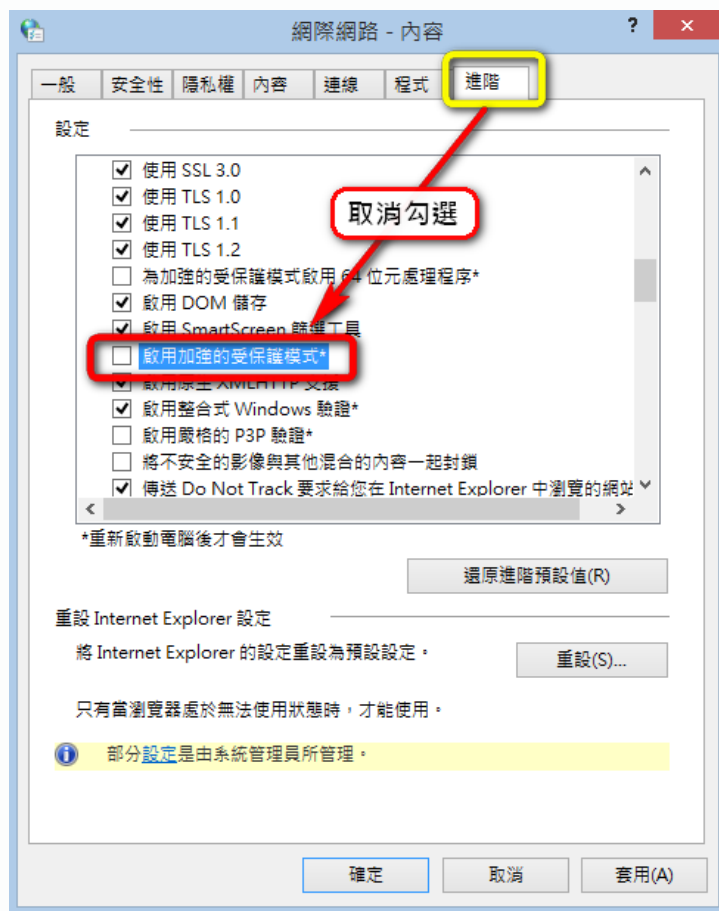 網際網路 - 內容
?
×
一般 安全性 隱私權 內容 連線 程式 進階
設定
使用 SSL 3.0
使用 TLS 1.0
使用 TLS 1.1
使用 TLS 1.2
取消勾選
為加強的受保護模式啟用 64 位元處理程序*
啟用 DOM 儲存
啟用 SmartScreen 篩選工具
啟用加強的受保護模式*
啟用原生 XMLHTTP 支援
啟用整合式 Windows 驗證*
啟用嚴格的 P3P 驗證*
將不安全的影像與其他混合的內容一起封鎖
傳送 Do Not Track 要求給您在 Internet Explorer 中瀏覽的網站
*重新啟動電腦後才會生效
還原進階預設值(R)
重設 Internet Explorer 設定
將 Internet Explorer 的設定重設為預設設定。
重設(S)...
只有當瀏覽器處於無法使用狀態時，才能使用。
部分設定是由系統管理員所管理。
確定 取消 套用(A)